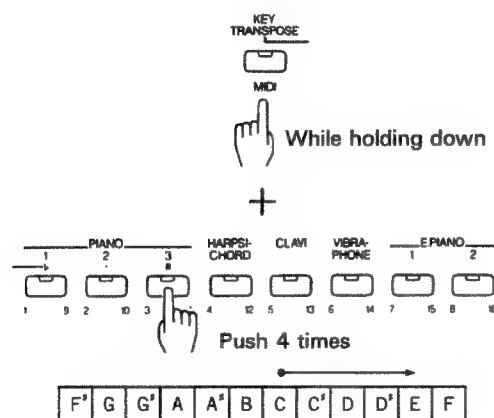 KEY
TRANSPOSE
MIDI
While holding down
+
PIANO HARPSI- CLAVI VIBRA- E PIANO
1 2 3 CHORD PHONE 1 2
1 9 2 10 3 4 12 5 13 6 14 7 15 8 16
Push 4 times
F♯ G G♯ A A♯ B C C♯ D D♯ E F